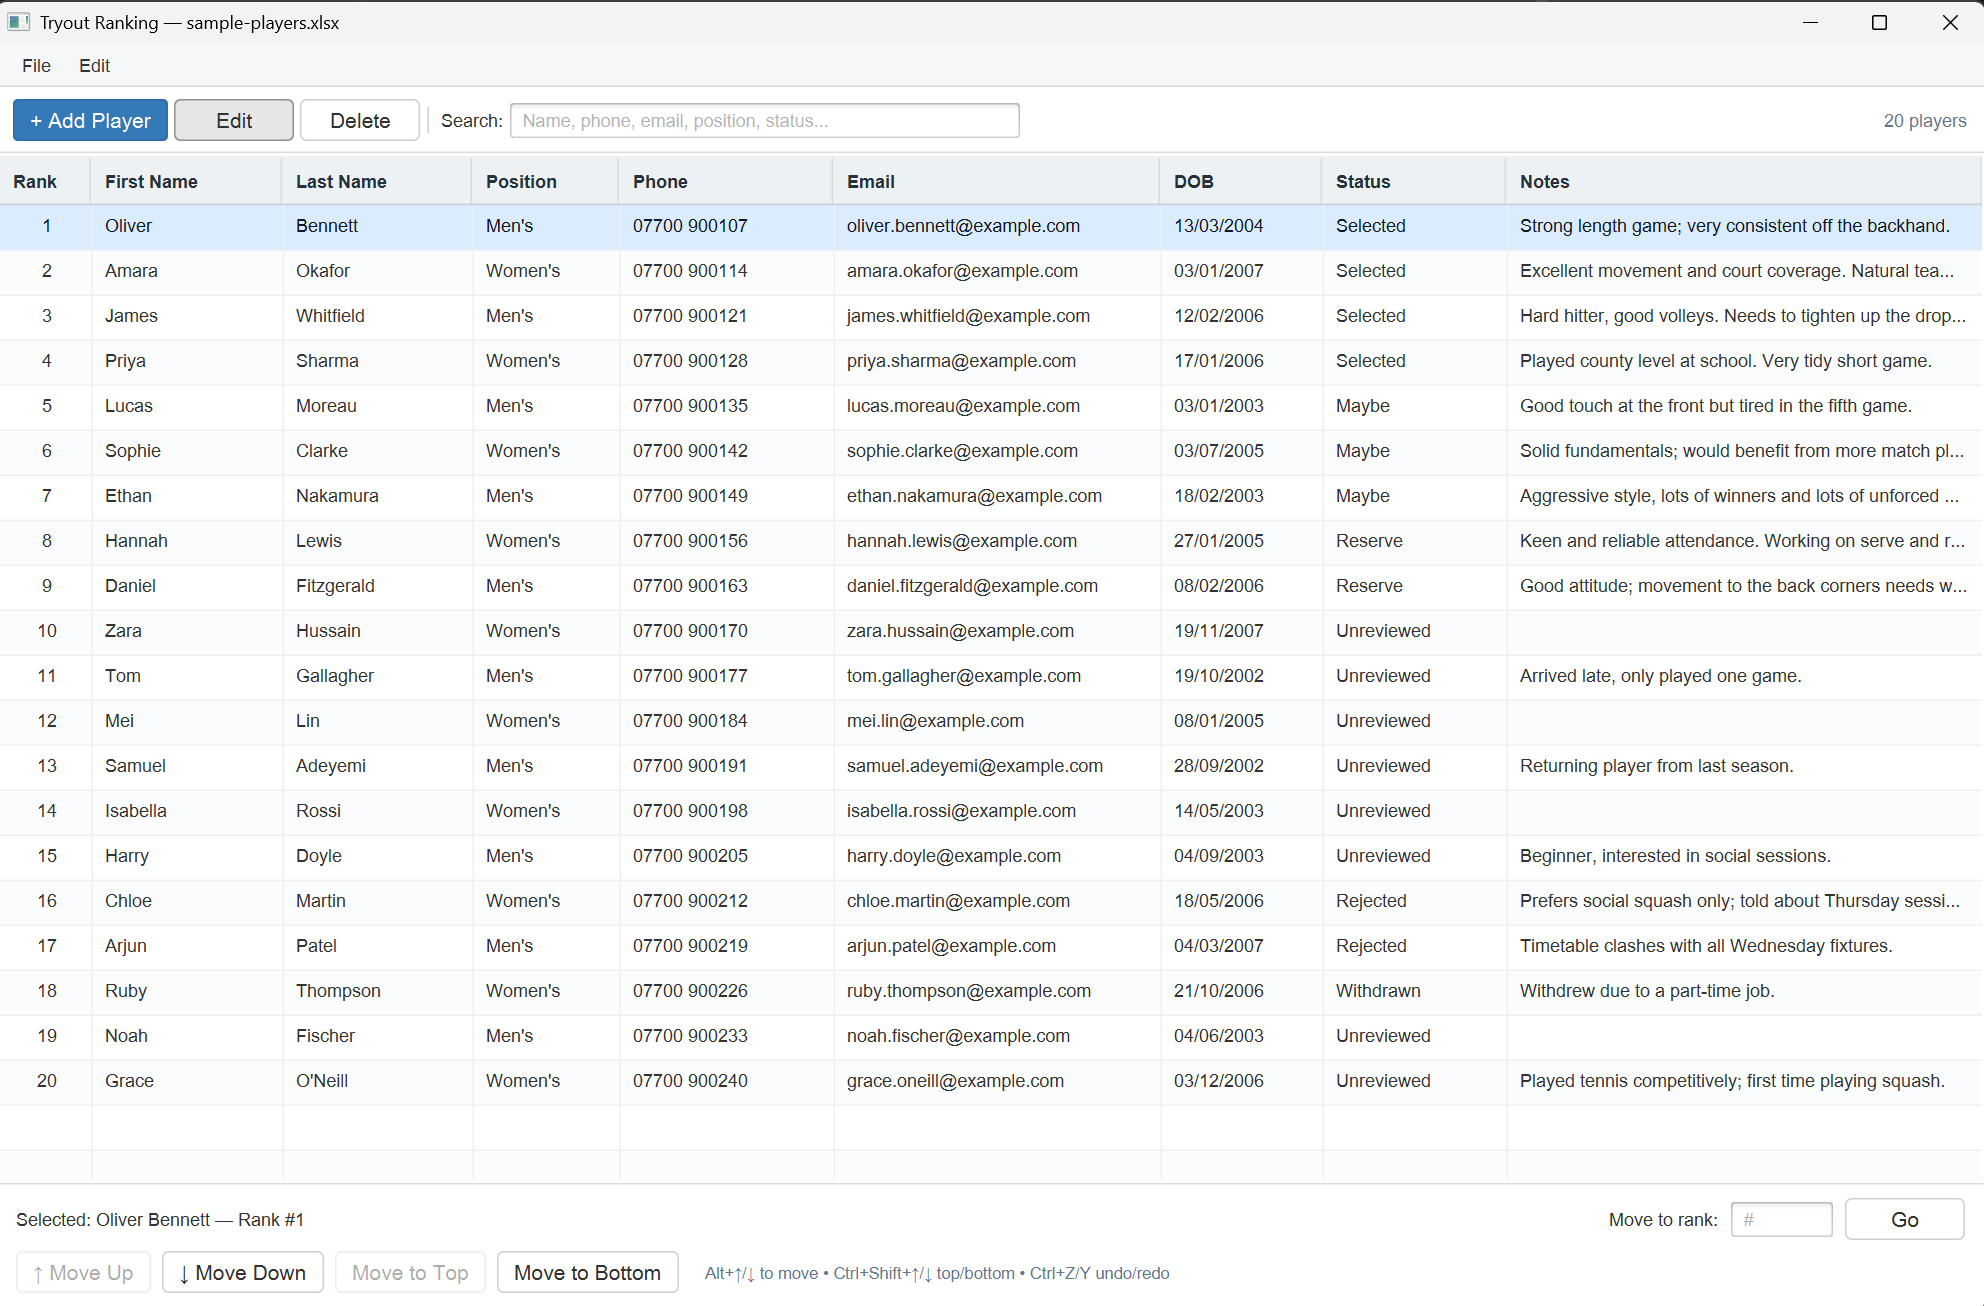 Tryout Ranking — sample-players.xlsx
File Edit
+ Add Player Edit Delete Search: Name, phone, email, position, status... 20 players
Rank First Name Last Name Position Phone Email DOB Status Notes
1 Oliver Bennett Men's 07700 900107 oliver.bennett@example.com 13/03/2004 Selected Strong length game; very consistent off the backhand.
2 Amara Okafor Women's 07700 900114 amara.okafor@example.com 03/01/2007 Selected Excellent movement and court coverage. Natural tea...
3 James Whitfield Men's 07700 900121 james.whitfield@example.com 12/02/2006 Selected Hard hitter, good volleys. Needs to tighten up the drop...
4 Priya Sharma Women's 07700 900128 priya.sharma@example.com 17/01/2006 Selected Played county level at school. Very tidy short game.
5 Lucas Moreau Men's 07700 900135 lucas.moreau@example.com 03/01/2003 Maybe Good touch at the front but tired in the fifth game.
6 Sophie Clarke Women's 07700 900142 sophie.clarke@example.com 03/07/2005 Maybe Solid fundamentals; would benefit from more match pl...
7 Ethan Nakamura Men's 07700 900149 ethan.nakamura@example.com 18/02/2003 Maybe Aggressive style, lots of winners and lots of unforced ...
8 Hannah Lewis Women's 07700 900156 hannah.lewis@example.com 27/01/2005 Reserve Keen and reliable attendance. Working on serve and r...
9 Daniel Fitzgerald Men's 07700 900163 daniel.fitzgerald@example.com 08/02/2006 Reserve Good attitude; movement to the back corners needs w...
10 Zara Hussain Women's 07700 900170 zara.hussain@example.com 19/11/2007 Unreviewed
11 Tom Gallagher Men's 07700 900177 tom.gallagher@example.com 19/10/2002 Unreviewed Arrived late, only played one game.
12 Mei Lin Women's 07700 900184 mei.lin@example.com 08/01/2005 Unreviewed
13 Samuel Adeyemi Men's 07700 900191 samuel.adeyemi@example.com 28/09/2002 Unreviewed Returning player from last season.
14 Isabella Rossi Women's 07700 900198 isabella.rossi@example.com 14/05/2003 Unreviewed
15 Harry Doyle Men's 07700 900205 harry.doyle@example.com 04/09/2003 Unreviewed Beginner, interested in social sessions.
16 Chloe Martin Women's 07700 900212 chloe.martin@example.com 18/05/2006 Rejected Prefers social squash only; told about Thursday sessi...
17 Arjun Patel Men's 07700 900219 arjun.patel@example.com 04/03/2007 Rejected Timetable clashes with all Wednesday fixtures.
18 Ruby Thompson Women's 07700 900226 ruby.thompson@example.com 21/10/2006 Withdrawn Withdrew due to a part-time job.
19 Noah Fischer Men's 07700 900233 noah.fischer@example.com 04/06/2003 Unreviewed
20 Grace O'Neill Women's 07700 900240 grace.oneill@example.com 03/12/2006 Unreviewed Played tennis competitively; first time playing squash.
Selected: Oliver Bennett — Rank #1 Move to rank: # Go
↑ Move Up ↓ Move Down Move to Top Move to Bottom Alt+↑/↓ to move • Ctrl+Shift+↑/↓ top/bottom • Ctrl+Z/Y undo/redo